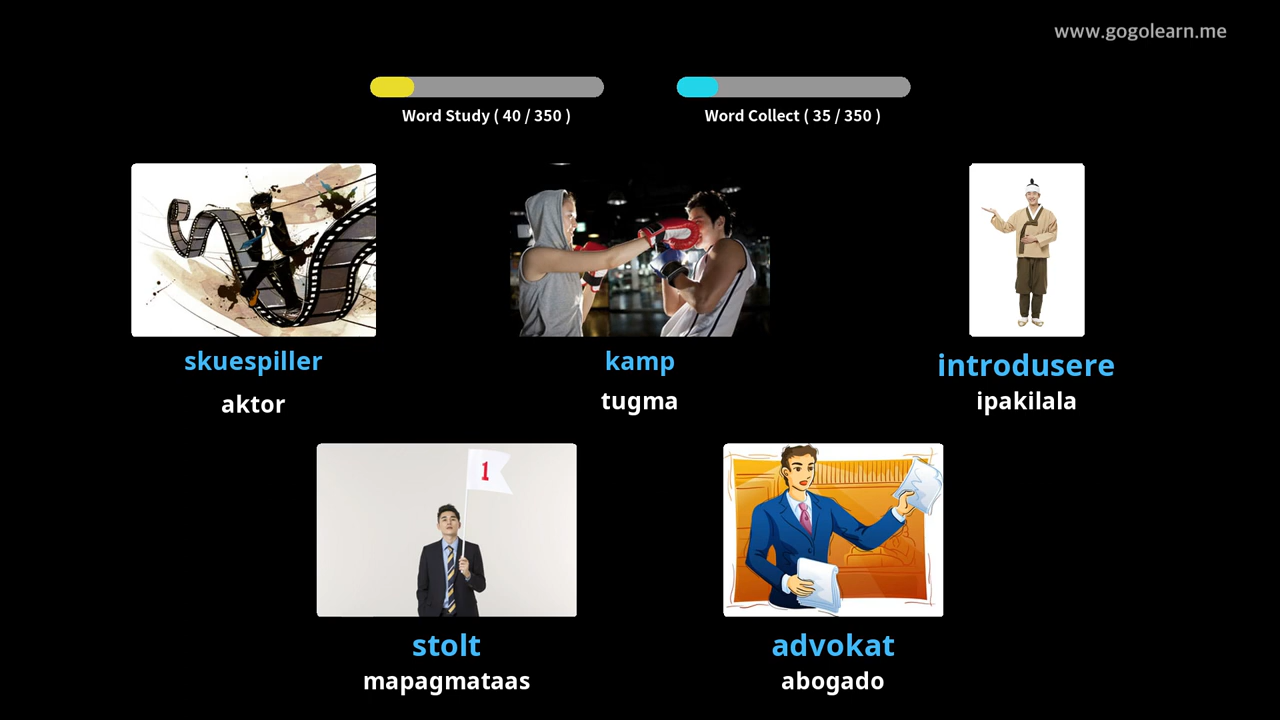 www.gogolearn.me
Word Study ( 40 / 350 )
Word Collect ( 35 / 350 )
skuespiller
aktor
kamp
tugma
introdusere
ipakilala
1
stolt
mapagmataas
advokat
abogado